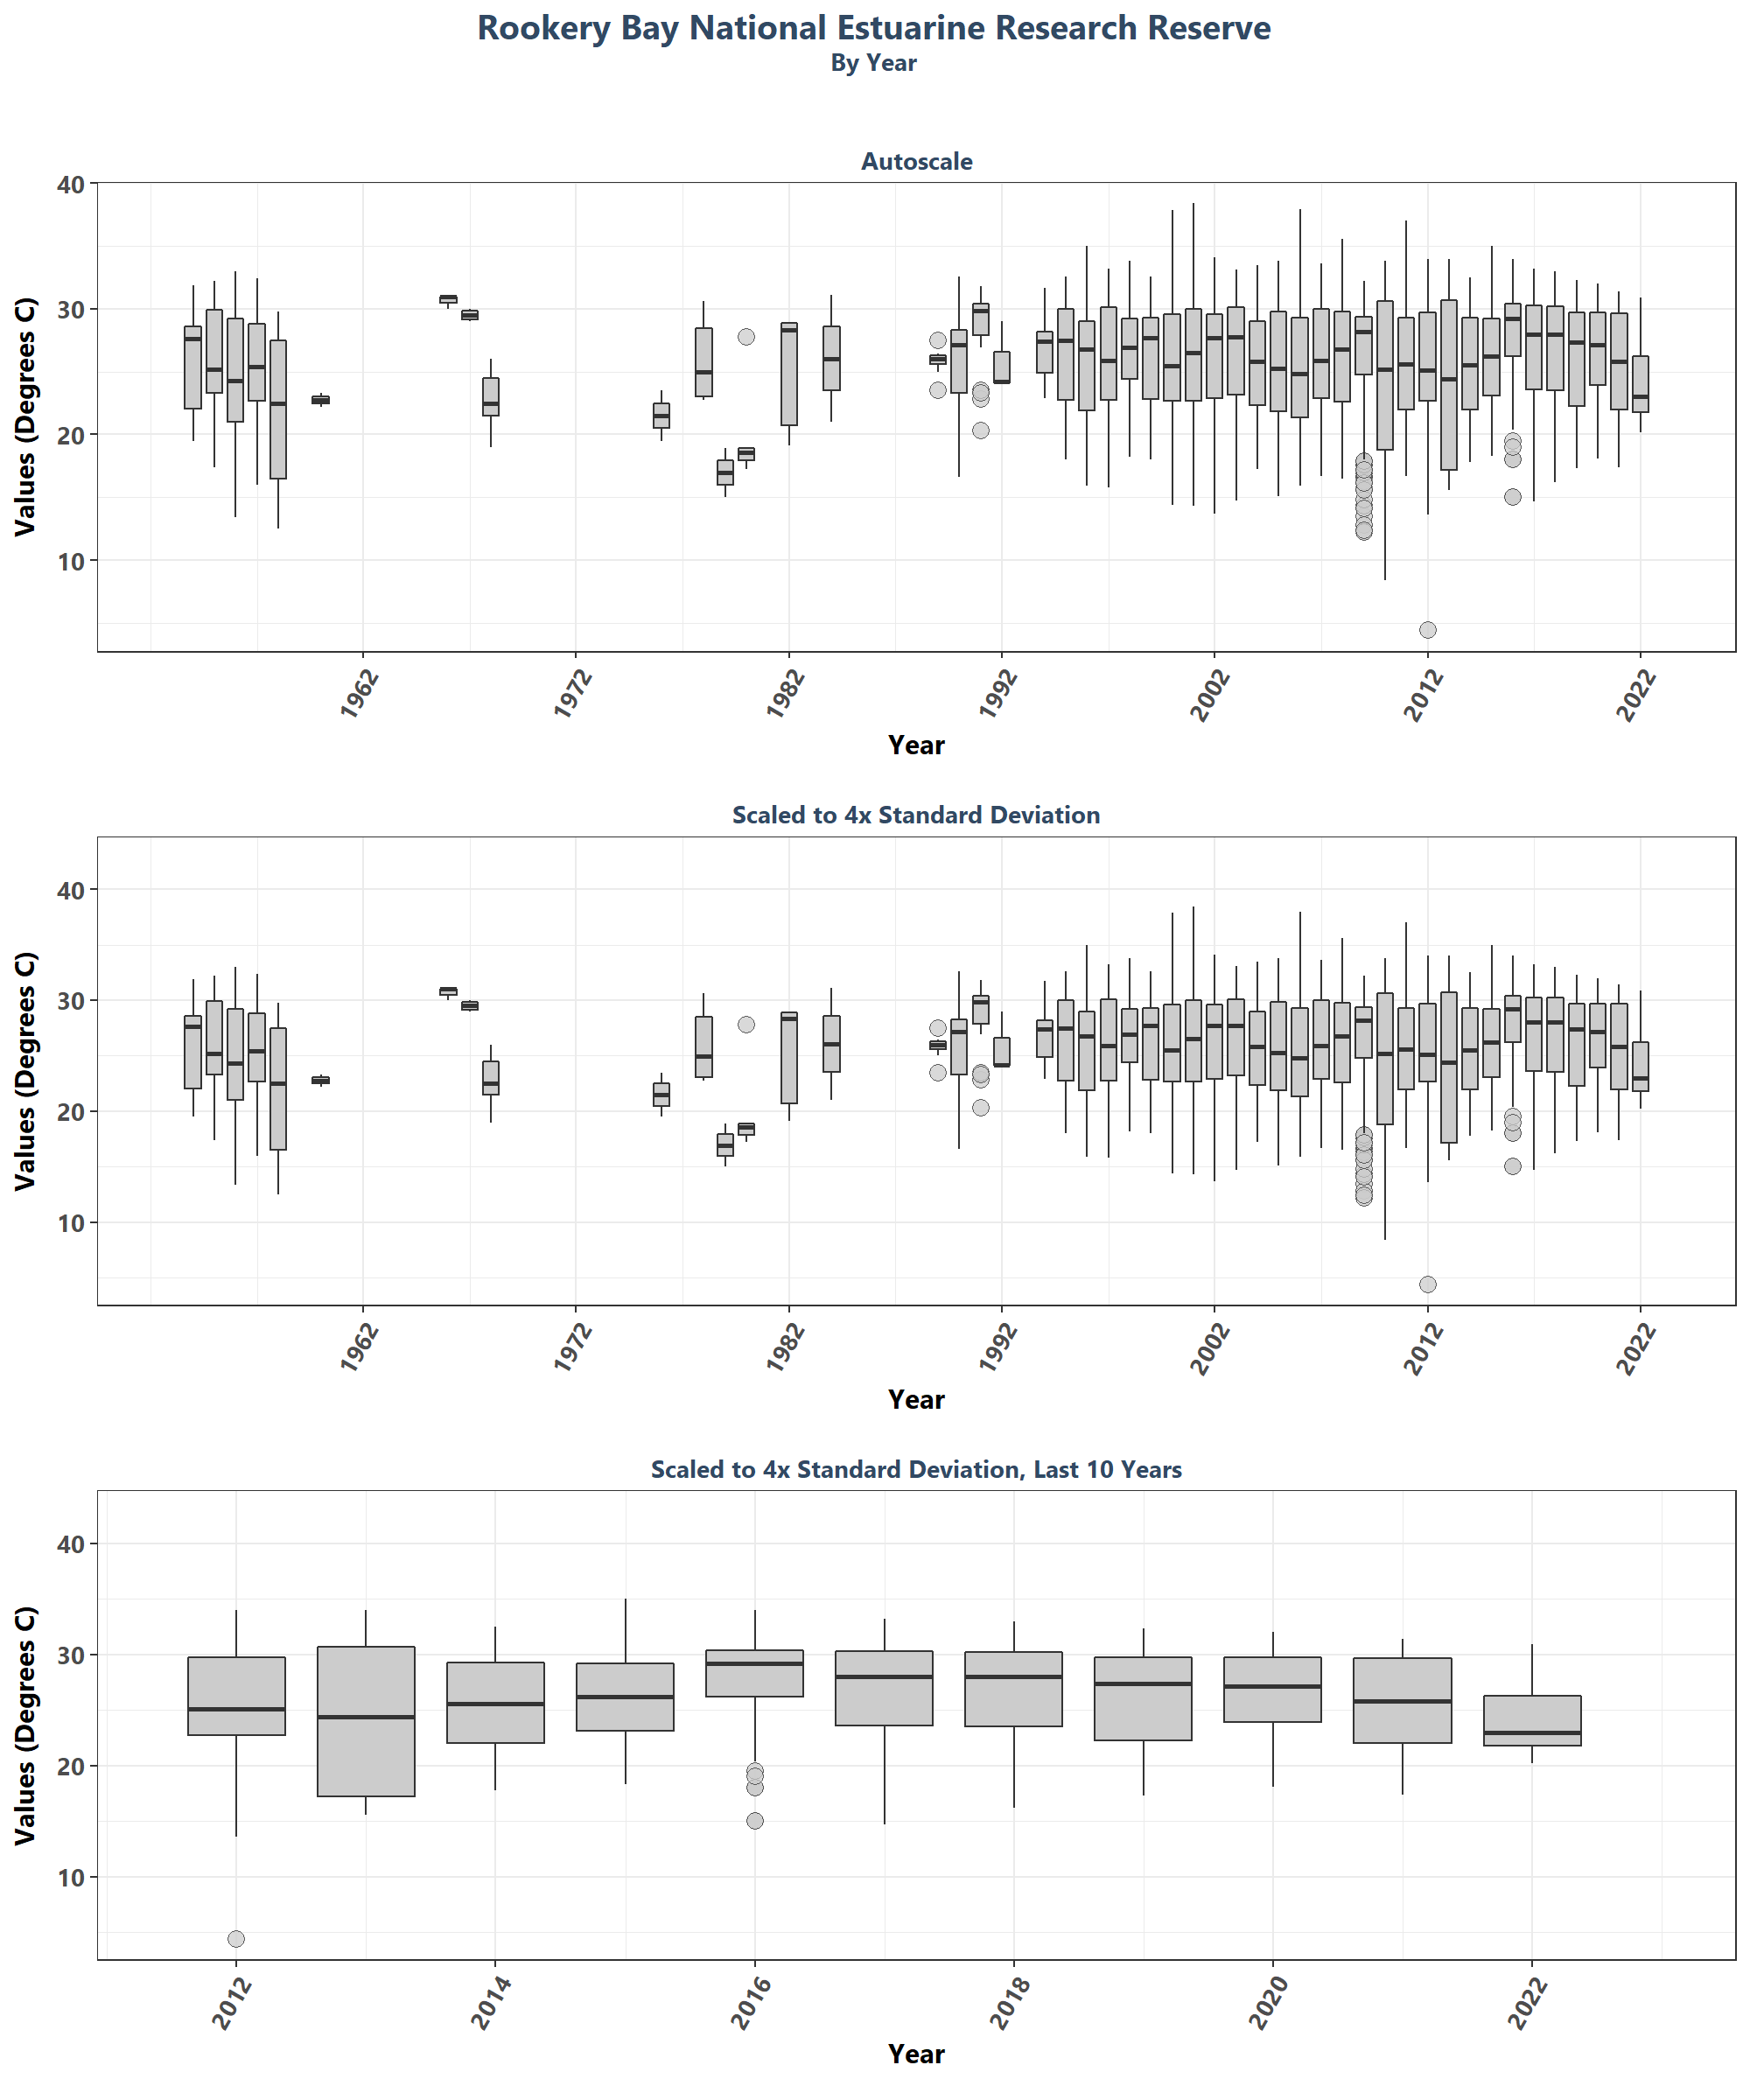 Rookery Bay National Estuarine Research Reserve
By Year
Autoscale
Values (Degrees C)
40
30
20
10
1962
1972
1982
1992
2002
2012
2022
Year
Scaled to 4x Standard Deviation
Values (Degrees C)
40
30
20
10
1962
1972
1982
1992
2002
2012
2022
Year
Scaled to 4x Standard Deviation, Last 10 Years
Values (Degrees C)
40
30
20
10
2012
2014
2016
2018
2020
2022
Year